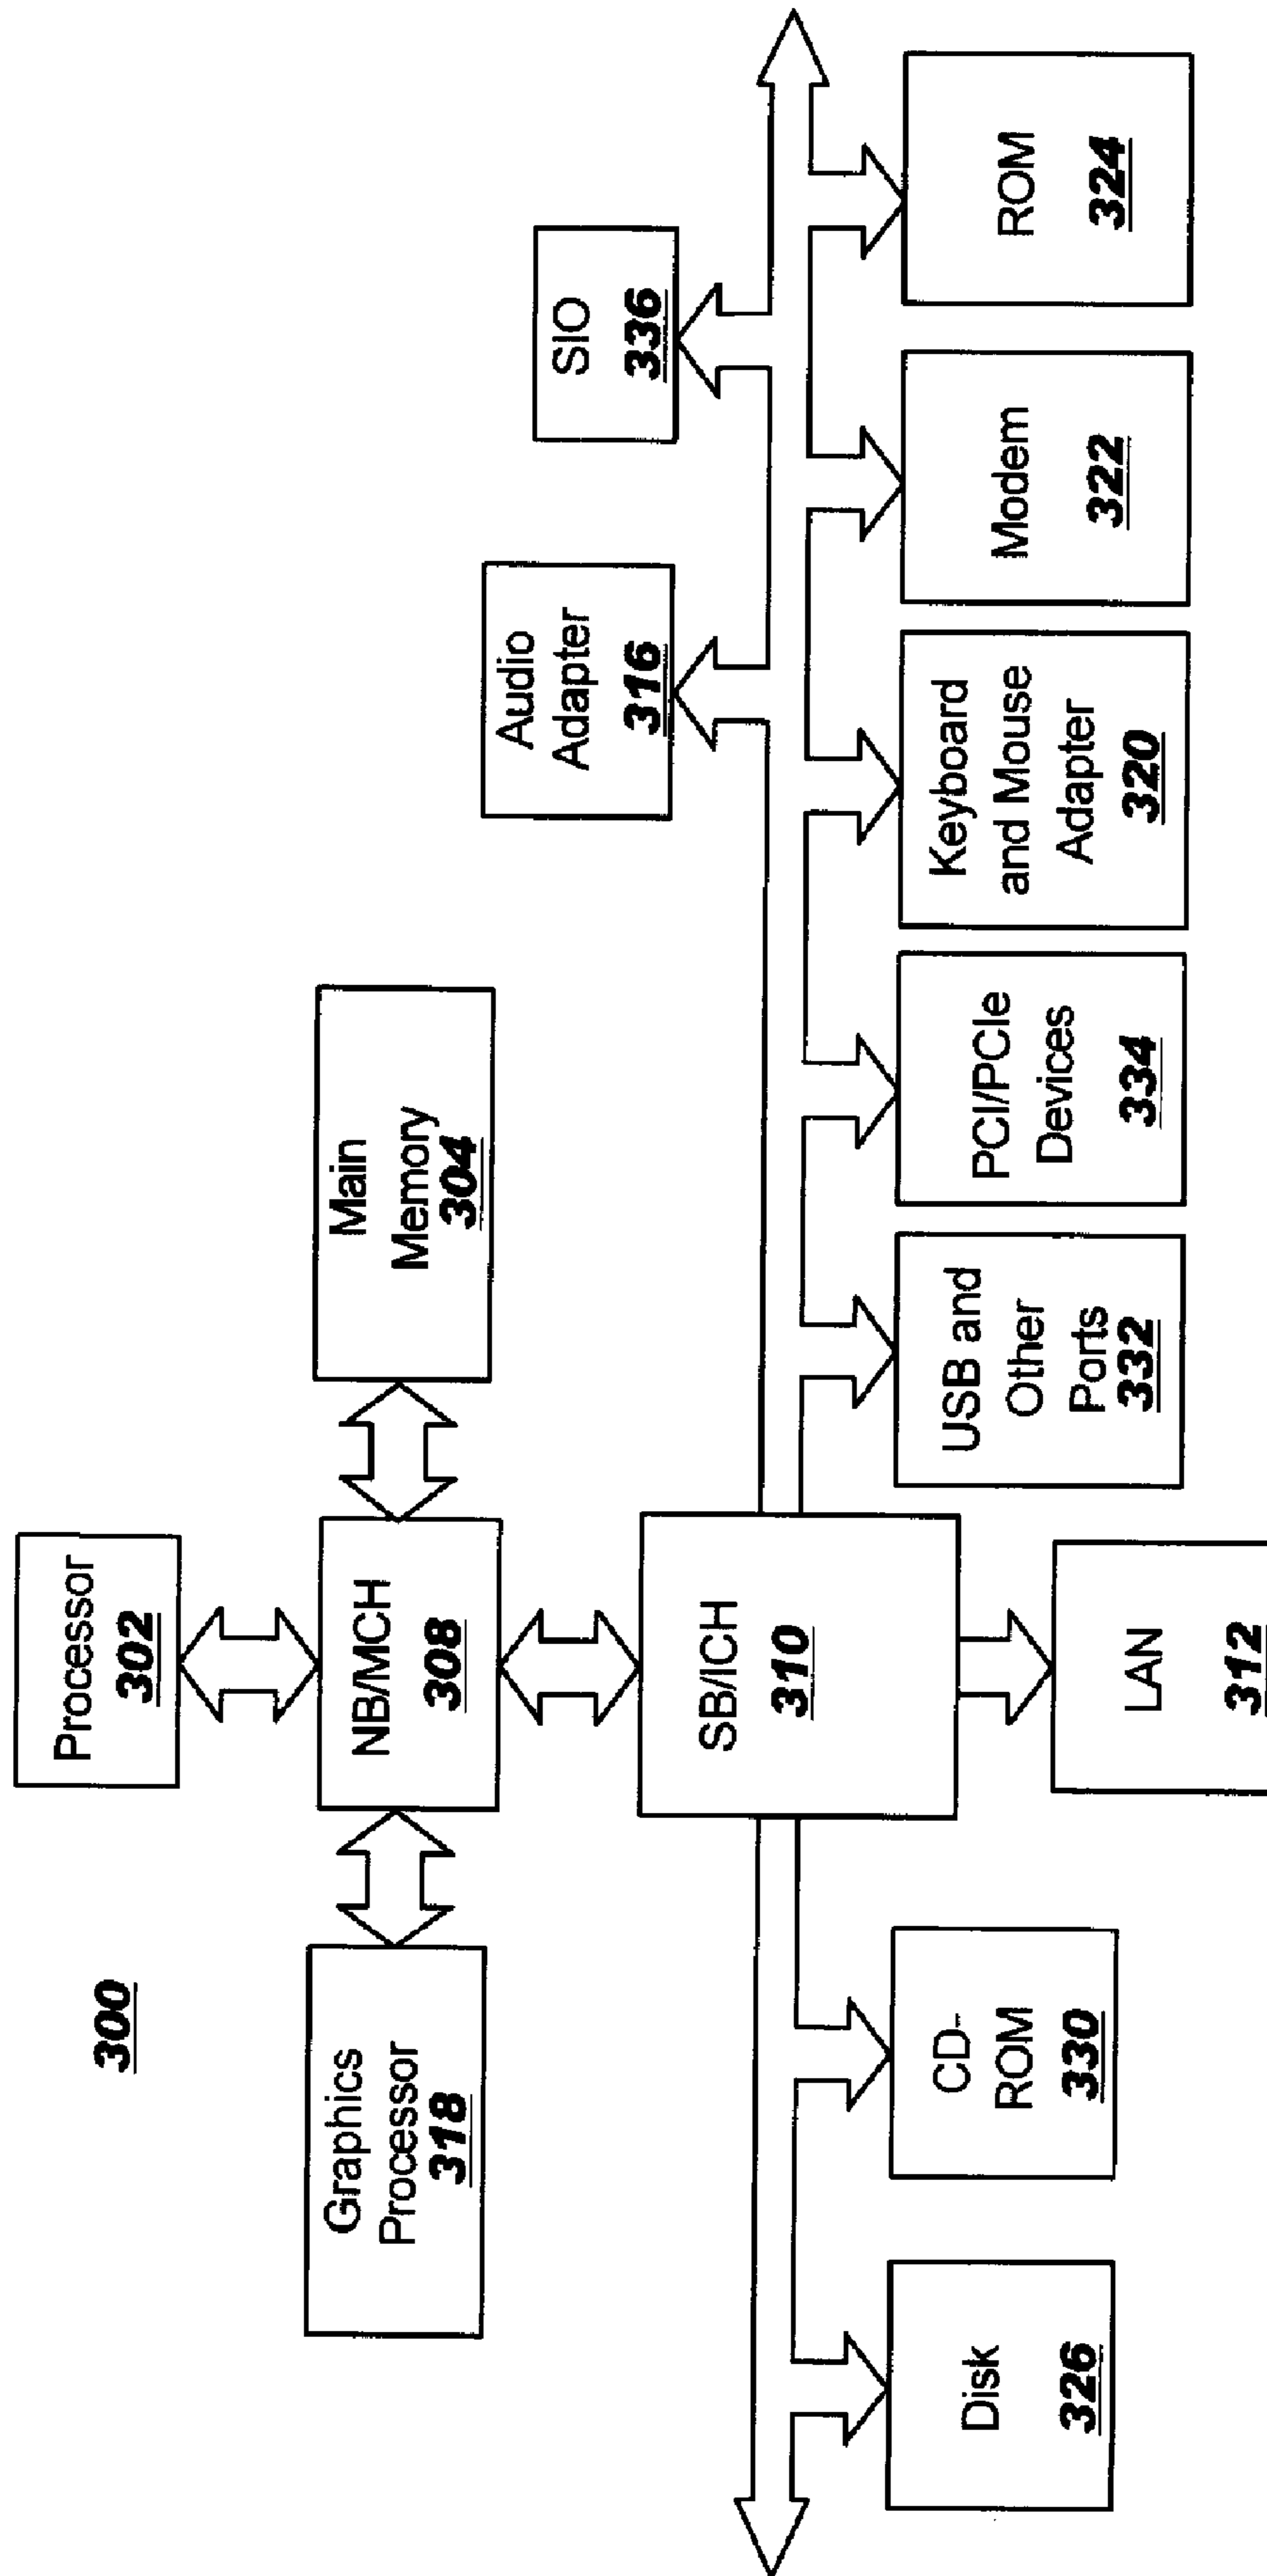 300
Processor
302
Graphics
Processor
318
NB/MCH
308
Main
Memory
304
SB/ICH
310
Audio
Adapter
316
SIO
336
Disk
326
CD-
ROM
330
LAN
312
USB and
Other
Ports
332
PCI/PCIe
Devices
334
Keyboard
and Mouse
Adapter
320
Modem
322
ROM
324